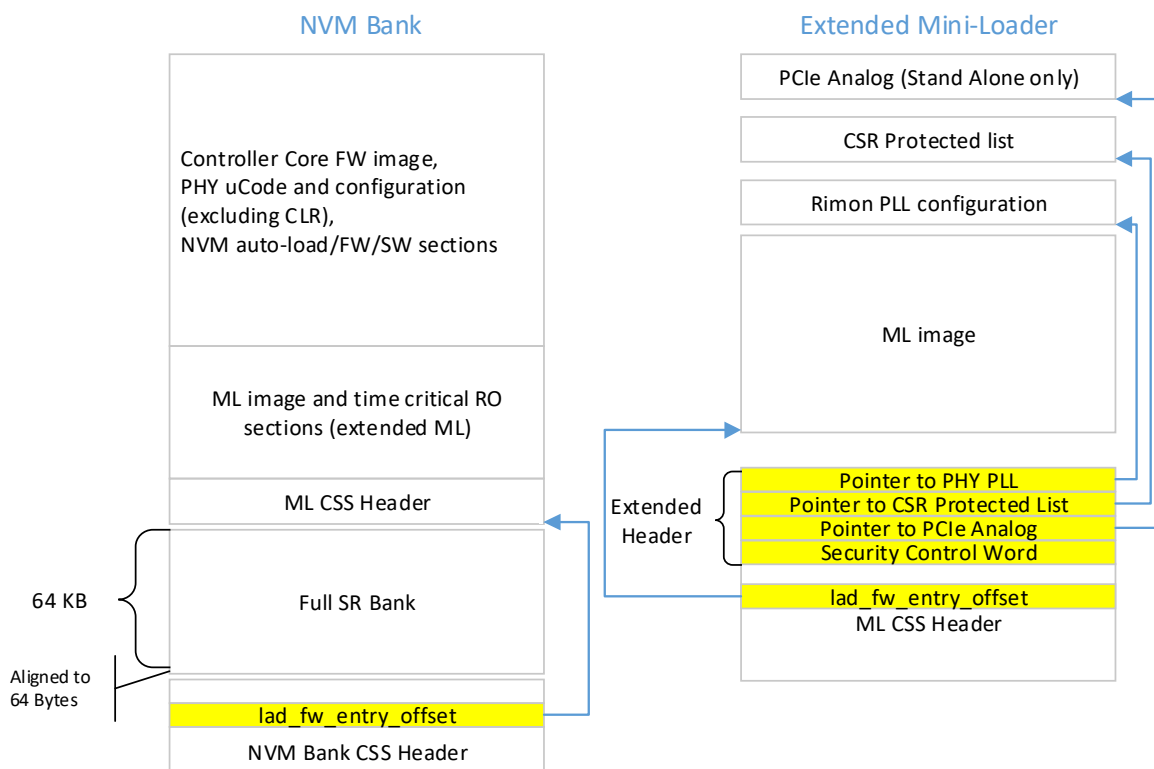 NVM Bank
Controller Core FW image,
PHY uCode and configuration
(excluding CLR),
NVM auto-load/FW/SW sections
ML image and time critical RO
sections (extended ML)
ML CSS Header
64 KB
Full SR Bank
Aligned to
64 Bytes
lad_fw_entry_offset
NVM Bank CSS Header
Extended Mini-Loader
PCIe Analog (Stand Alone only)
CSR Protected list
Rimon PLL configuration
ML image
Extended
Header
Pointer to PHY PLL
Pointer to CSR Protected List
Pointer to PCIe Analog
Security Control Word
lad_fw_entry_offset
ML CSS Header